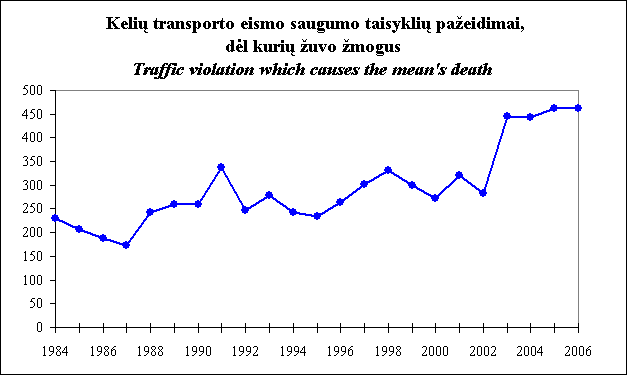 Kelių transporto eismo saugumo taisyklių pažeidimai,
dėl kurių žuvo žmogus
Traffic violation which causes the mean's death
500
450
400
350
300
250
200
150
100
50
0
1984 1986 1988 1990 1992 1994 1996 1998 2000 2002 2004 2006